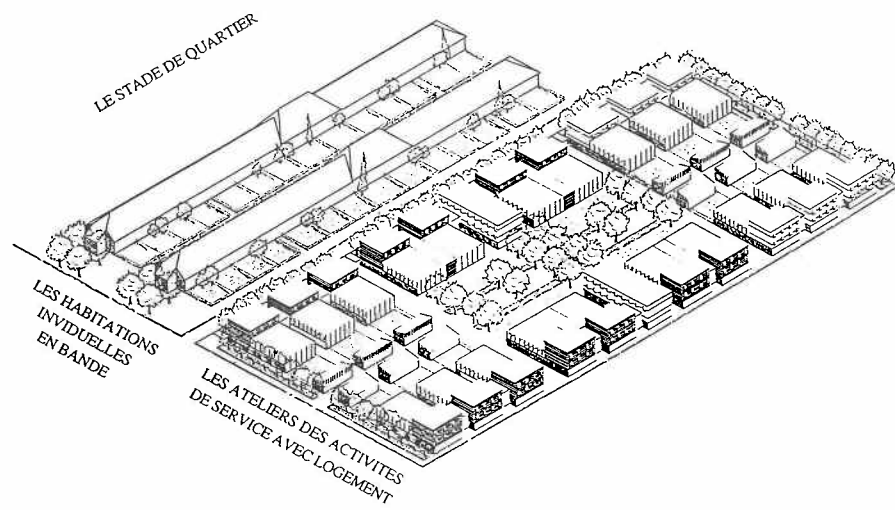 LE STADE DE QUARTIER
LES HABITATIONS
INVIDUELLES
EN BANDE
LES ATELIERS DES ACTIVITES
DE SERVICE AVEC LOGEMENT